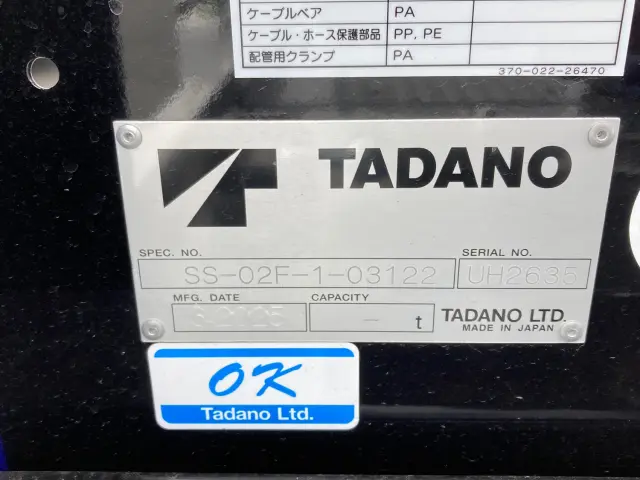 ケーブルベア PA
ケーブル・ホース保護部品 PP, PE
配管用クランプ PA
370-022-26470
TADANO
SPEC. NO. SERIAL NO.
SS-02F-1-03122 UH2635
MFG. DATE CAPACITY
- t TADANO LTD.
MADE IN JAPAN
OK
Tadano Ltd.